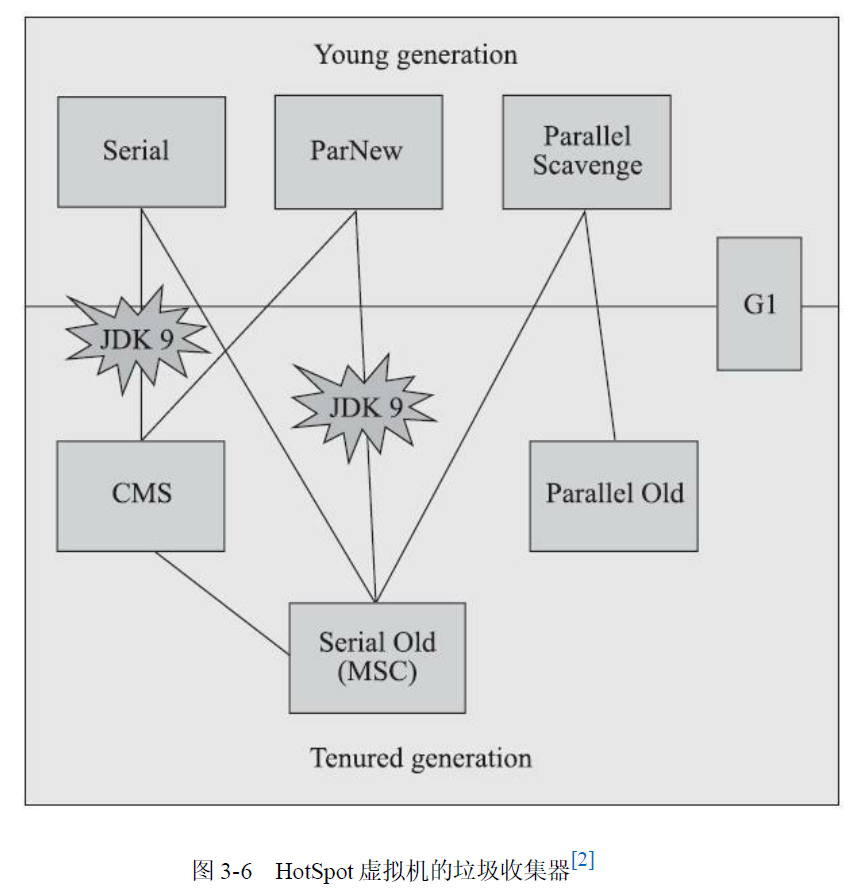 Young generation
Serial
ParNew
Parallel
Scavenge
G1
JDK 9
JDK 9
CMS
Parallel Old
Serial Old
(MSC)
Tenured generation
图 3-6 HotSpot 虚拟机的垃圾收集器[2]